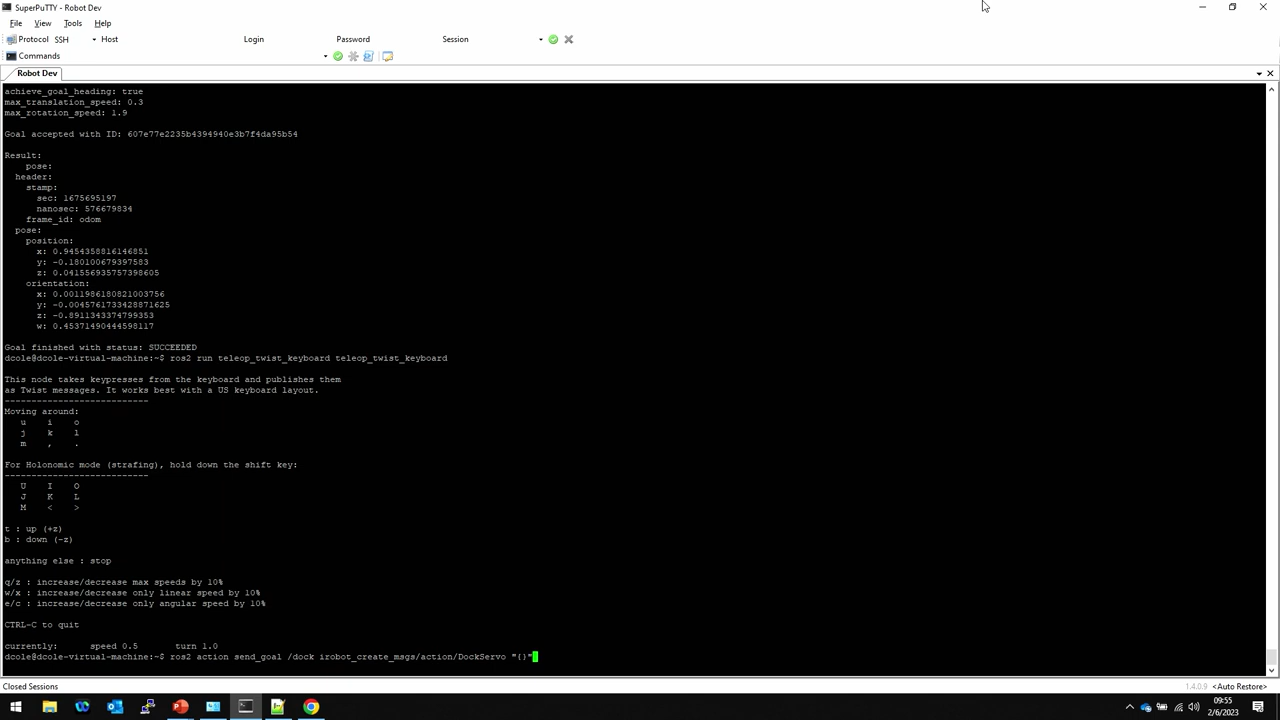 SuperPuTTY - Robot Dev
File View Tools Help
Protocol SSH Host Login Password Session
Commands
Robot Dev
achieve_goal_heading: true
max_translation_speed: 0.3
max_rotation_speed: 1.9
Goal accepted with ID: 607e77e2235b4394940e3b7f4da95b54
Result:
pose:
header:
stamp:
sec: 1675695197
nanosec: 576679834
frame_id: odom
pose:
position:
x: 0.9454358816146851
y: -0.180100679397583
z: 0.041556935757398605
orientation:
x: 0.0011986180821003756
y: -0.0045761733428871625
z: -0.8911343374799353
w: 0.45371490444598117
Goal finished with status: SUCCEEDED
dcole@dcole-virtual-machine:~$ ros2 run teleop_twist_keyboard teleop_twist_keyboard
This node takes keypresses from the keyboard and publishes them
as Twist messages. It works best with a US keyboard layout.
---------------------------
Moving around:
u i o
j k l
m , .
For Holonomic mode (strafing), hold down the shift key:
---------------------------
U I O
J K L
M < >
t : up (+z)
b : down (-z)
anything else : stop
q/z : increase/decrease max speeds by 10%
w/x : increase/decrease only linear speed by 10%
e/c : increase/decrease only angular speed by 10%
CTRL-C to quit
currently: speed 0.5 turn 1.0
dcole@dcole-virtual-machine:~$ ros2 action send_goal /dock irobot_create_msgs/action/DockServo "{}"
Closed Sessions 1.4.0.9 <Auto Restore>
09:55
2/6/2023